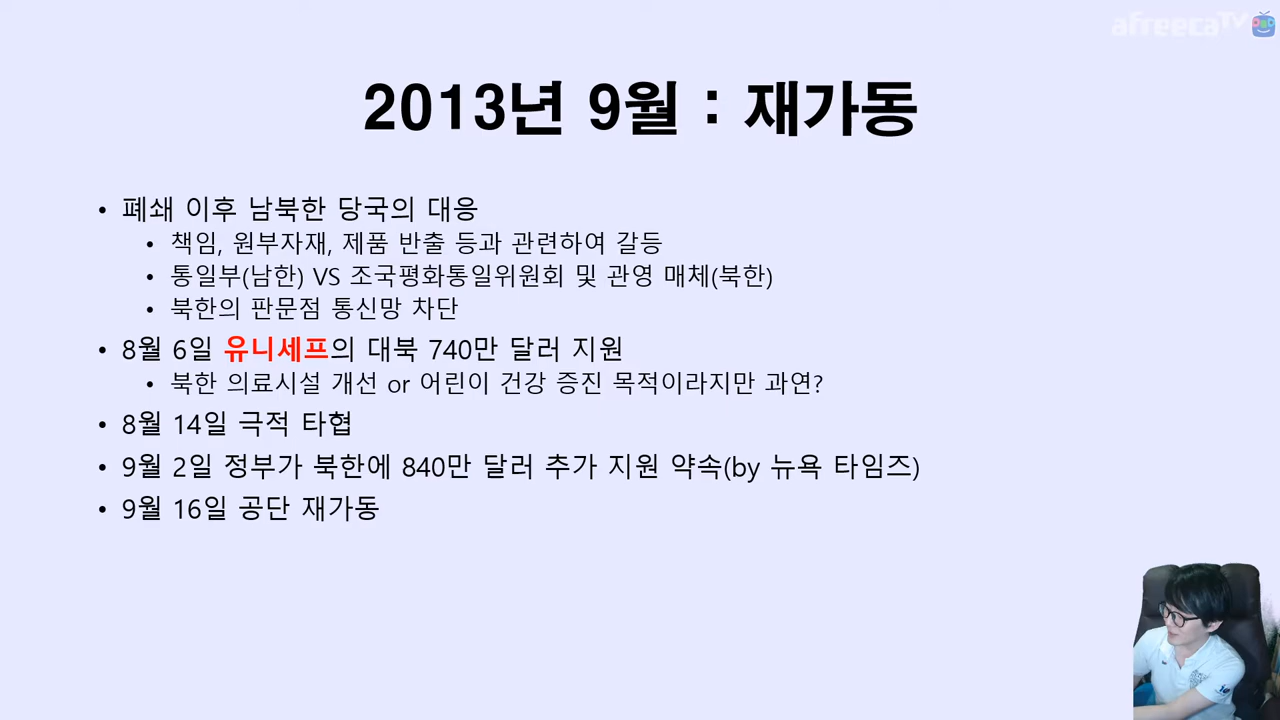 afreecaTV
2013년 9월 : 재가동
• 폐쇄 이후 남북한 당국의 대응
• 책임, 원부자재, 제품 반출 등과 관련하여 갈등
• 통일부(남한) VS 조국평화통일위원회 및 관영 매체(북한)
• 북한의 판문점 통신망 차단
• 8월 6일 유니세프의 대북 740만 달러 지원
• 북한 의료시설 개선 or 어린이 건강 증진 목적이라지만 과연?
• 8월 14일 극적 타협
• 9월 2일 정부가 북한에 840만 달러 추가 지원 약속(by 뉴욕 타임즈)
• 9월 16일 공단 재가동